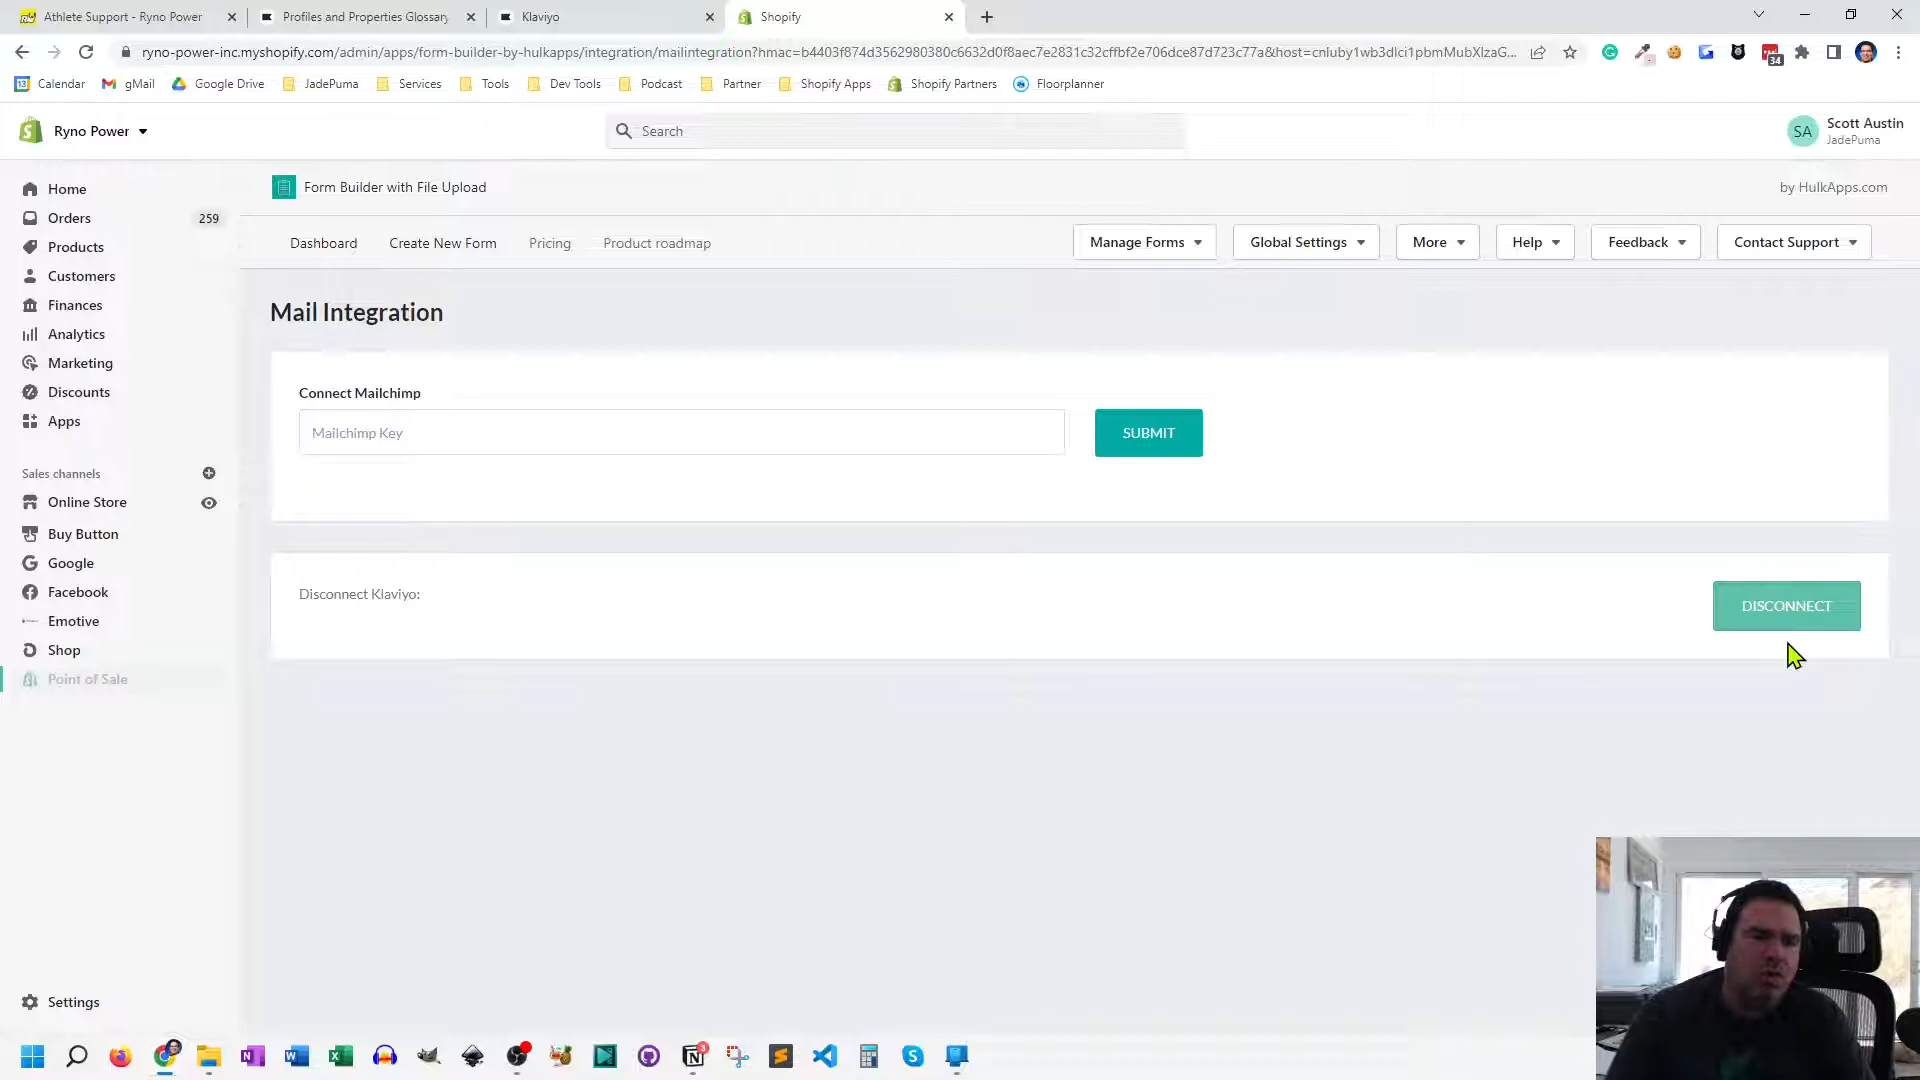 Athlete Support - Ryno Power
Profiles and Properties Glossary
Klaviyo
Shopify
ryno-power-inc.myshopify.com/admin/apps/form-builder-by-hulkapps/integration/mailintegration?hmac=b4403f874d3562980380c6632d0f8aec7e2831c32cffbf2e706dce87d723c77a&host=cnluby1wb3dlci1pbmMubXlzaG...
34
13 Calendar
gMail
Google Drive
JadePuma
Services
Tools
Dev Tools
Podcast
Partner
Shopify Apps
Shopify Partners
Floorplanner
Ryno Power
Search
SA
Scott Austin
JadePuma
Home
Orders 259
Products
Customers
Finances
Analytics
Marketing
Discounts
Apps
Sales channels
Online Store
Buy Button
Google
Facebook
Emotive
Shop
Point of Sale
Settings
Form Builder with File Upload
by HulkApps.com
Dashboard
Create New Form
Pricing
Product roadmap
Manage Forms
Global Settings
More
Help
Feedback
Contact Support
Mail Integration
Connect Mailchimp
Mailchimp Key
SUBMIT
Disconnect Klaviyo:
DISCONNECT
3